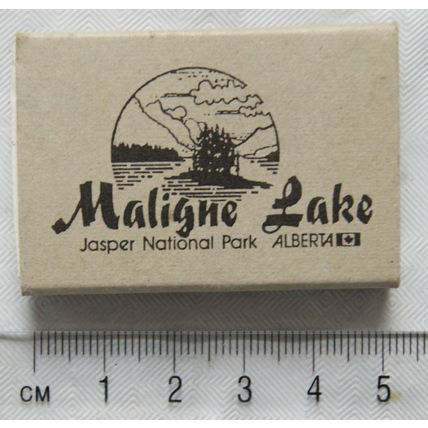 Maligne Lake
Jasper National Park ALBERTA
CM 1 2 3 4 5